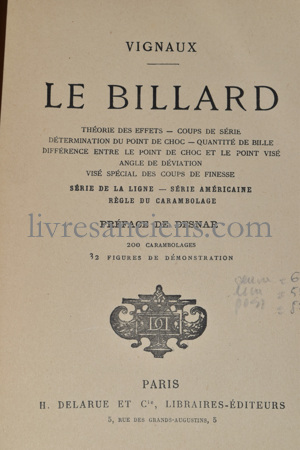 VIGNAUX
LE BILLARD
THÉORIE DES EFFETS — COUPS DE SÉRIE
DÉTERMINATION DU POINT DE CHOC — QUANTITÉ DE BILLE
DIFFÉRENCE ENTRE LE POINT DE CHOC ET LE POINT VISÉ
ANGLE DE DÉVIATION
VISÉ SPÉCIAL DES COUPS DE FINESSE
SÉRIE DE LA LIGNE — SÉRIE AMÉRICAINE
RÈGLE DU CARAMBOLAGE
livresanciens.com
PRÉFACE DE DESNAR
200 CARAMBOLAGES
72 FIGURES DE DÉMONSTRATION
PARIS
H. DELARUE ET Cie, LIBRAIRES-ÉDITEURS
5, RUE DES GRANDS-AUGUSTINS, 5